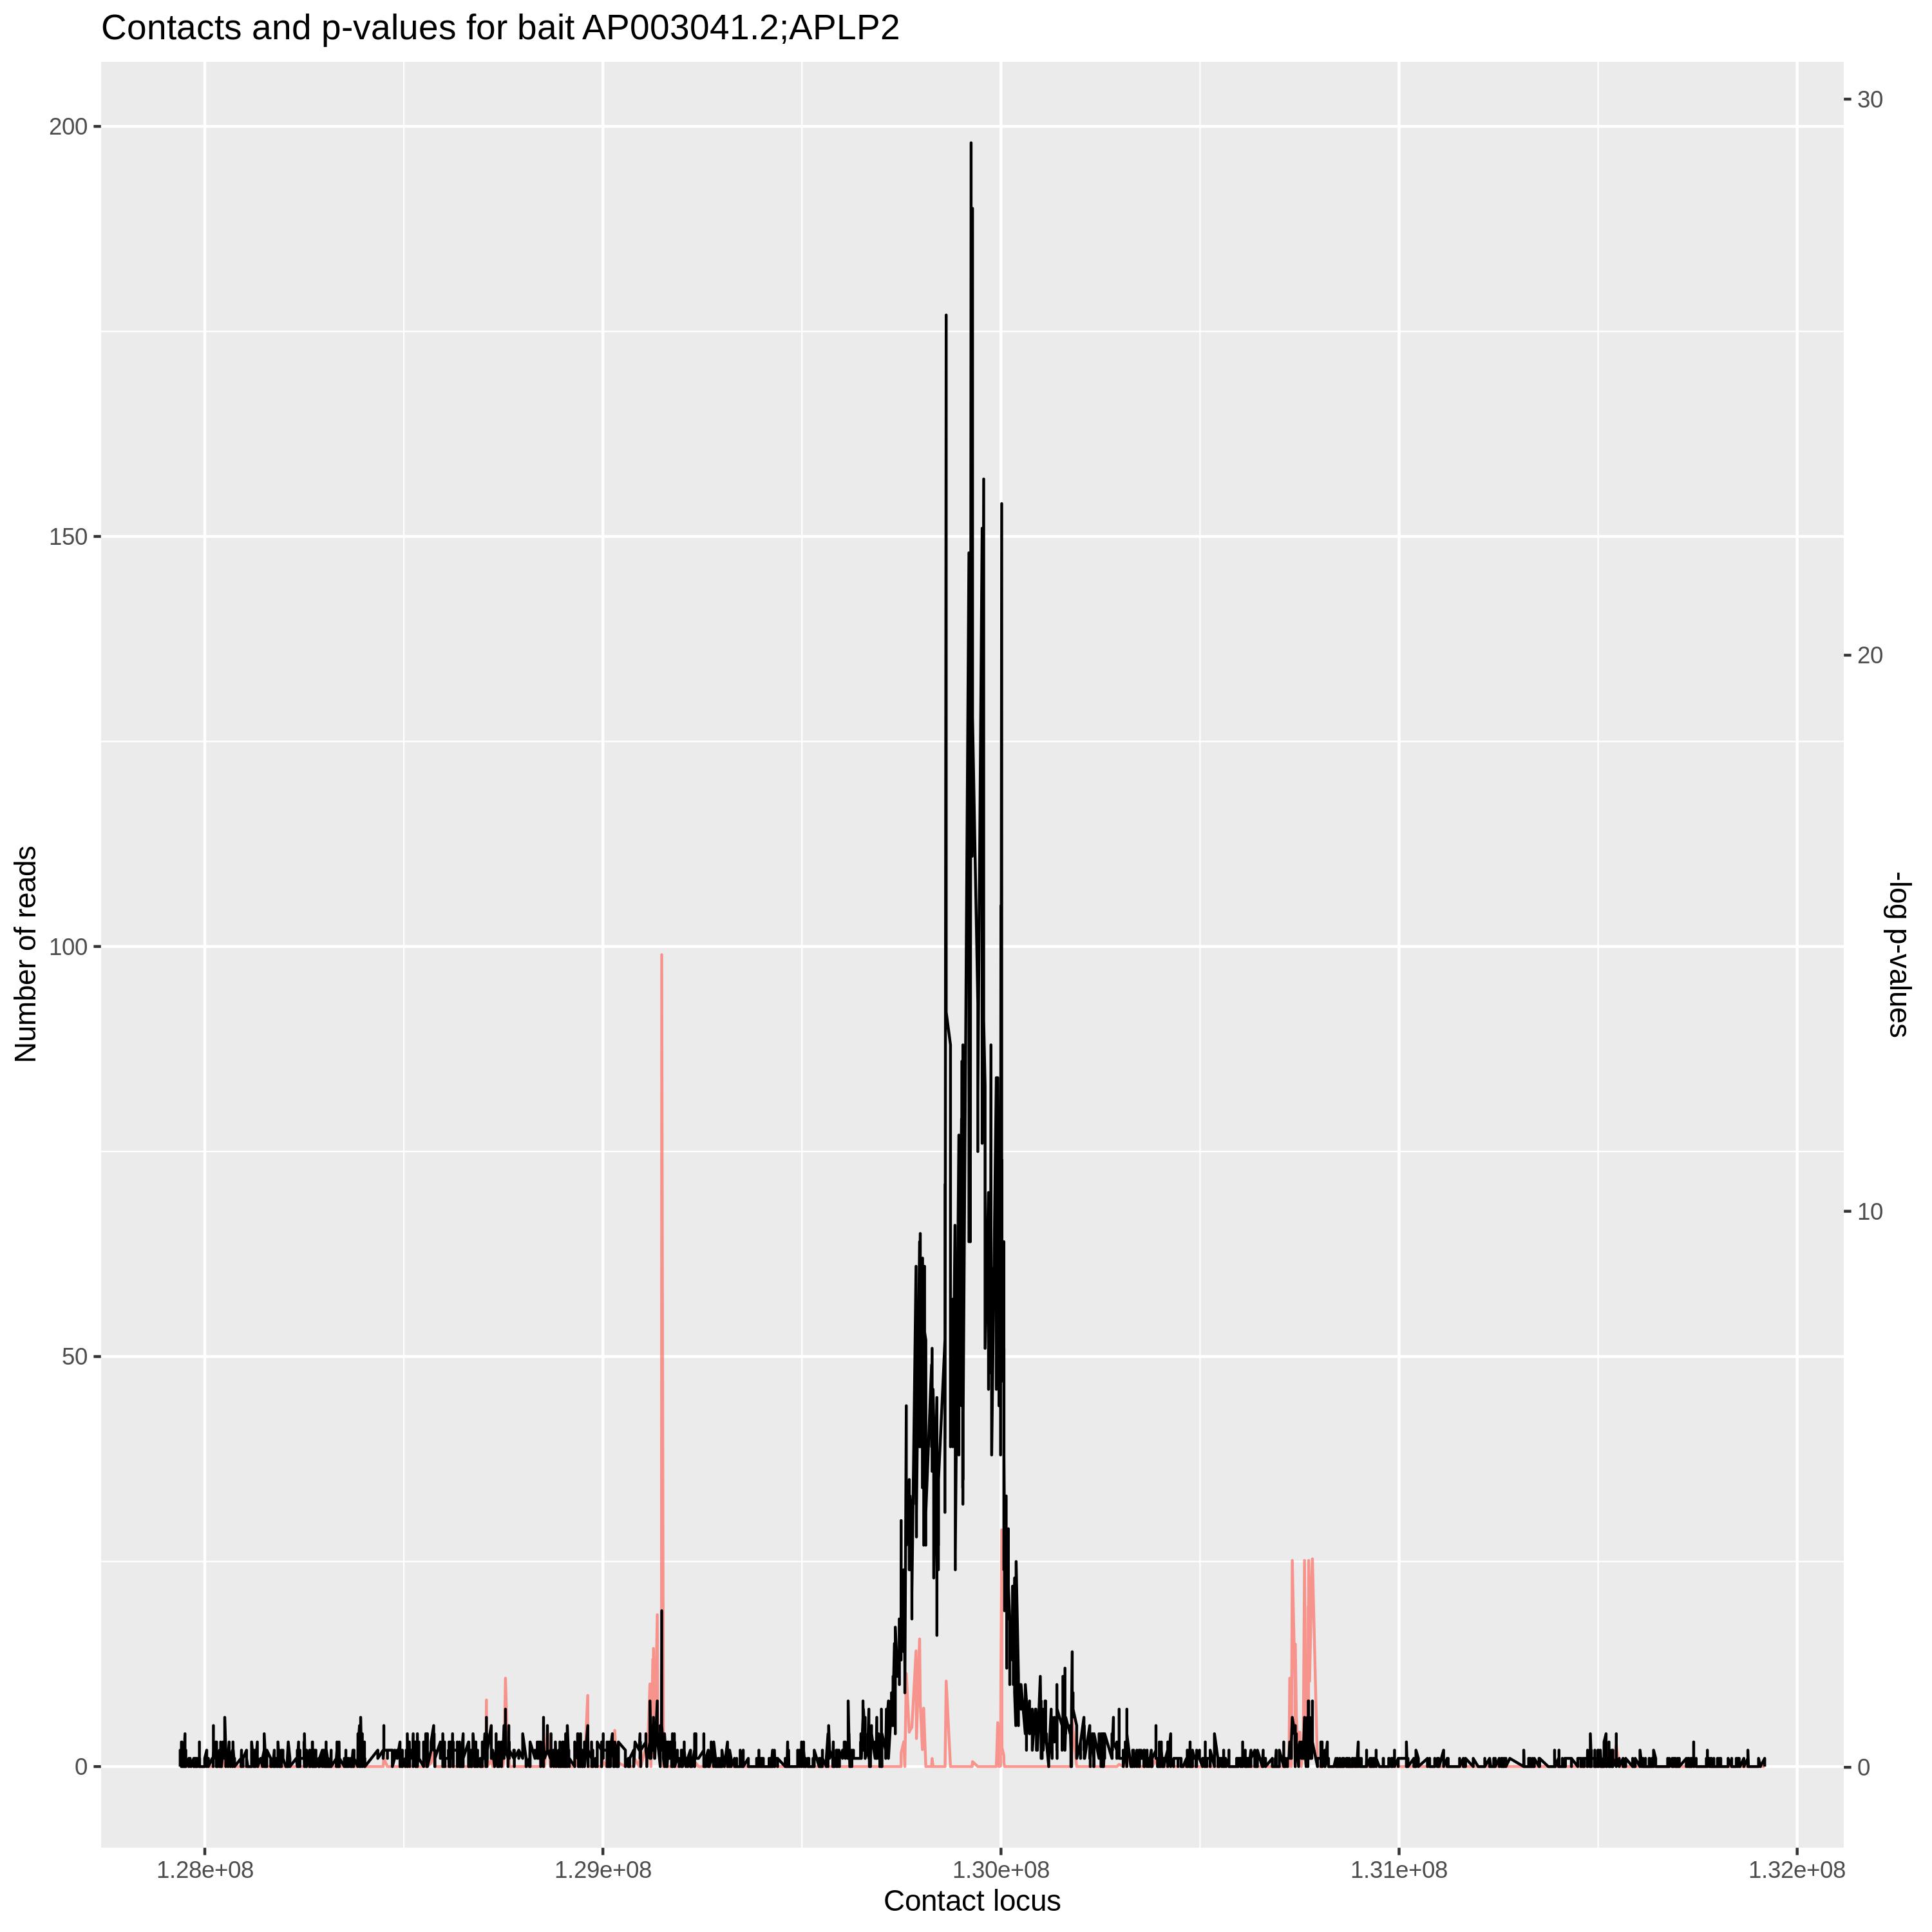 Contacts and p-values for bait AP003041.2;APLP2
200
150
100
50
0
Number of reads
30
20
10
0
-log p-values
1.28e+08
1.29e+08
1.30e+08
1.31e+08
1.32e+08
Contact locus